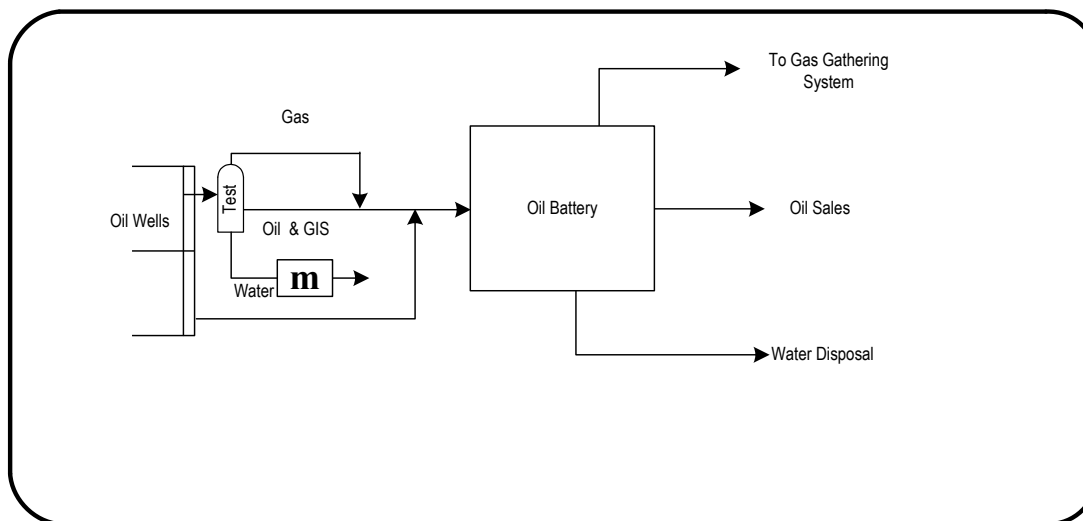 To Gas Gathering
System
Gas
Test
Oil Wells
Oil & GIS
Oil Battery
Oil Sales
Water
m
Water Disposal